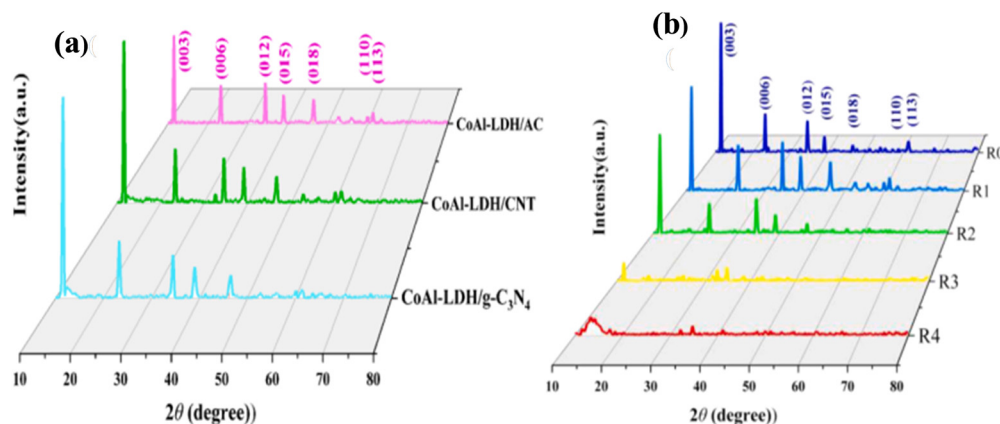 (a)
Intensity(a.u.)
(003)
(006)
(012)
(015)
(018)
(110)
(113)
CoAl-LDH/AC
CoAl-LDH/CNT
CoAl-LDH/g-C₃N₄
10 20 30 40 50 60 70 80
2θ (degree))
(b)
Intensity(a.u.)
(003)
(006)
(012)
(015)
(018)
(110)
(113)
R0
R1
R2
R3
R4
10 20 30 40 50 60 70 80
2θ (degree))